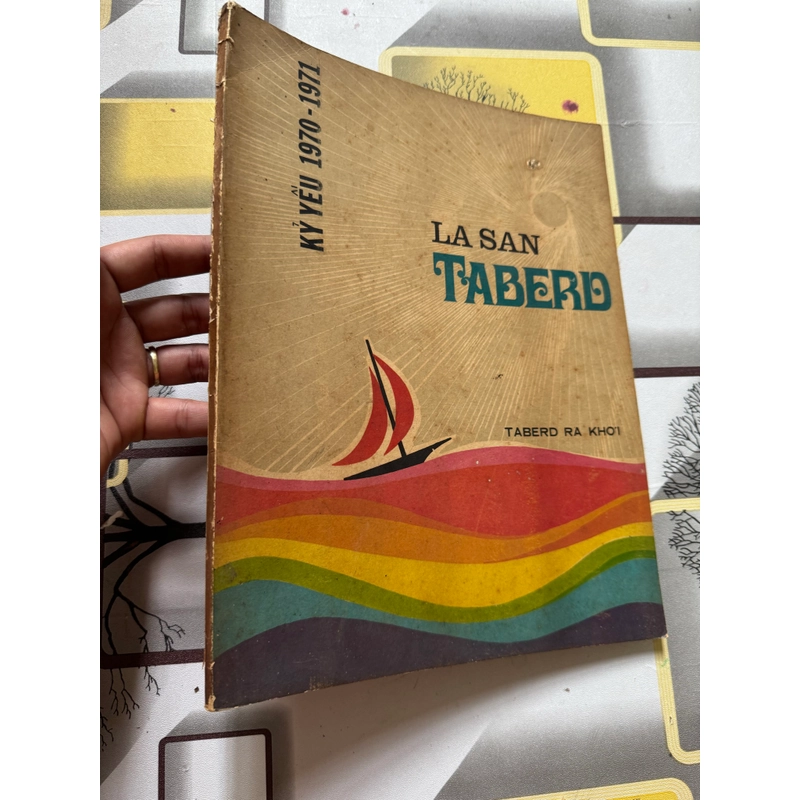 KỶ YẾU 1970-1971
LA SAN
TABERD
TABERD RA KHƠI